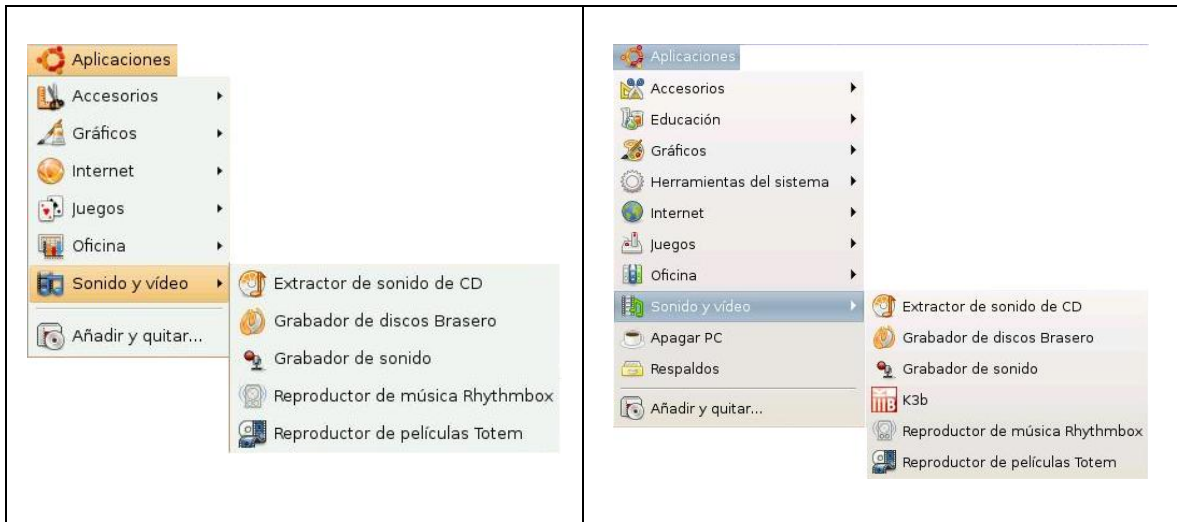 Aplicaciones
Accesorios
Gráficos
Internet
Juegos
Oficina
Sonido y vídeo
Añadir y quitar...
Extractor de sonido de CD
Grabador de discos Brasero
Grabador de sonido
Reproductor de música Rhythmbox
Reproductor de películas Totem
Aplicaciones
Accesorios
Educación
Gráficos
Herramientas del sistema
Internet
Juegos
Oficina
Sonido y vídeo
Apagar PC
Respaldos
Añadir y quitar...
Extractor de sonido de CD
Grabador de discos Brasero
Grabador de sonido
K3b
Reproductor de música Rhythmbox
Reproductor de películas Totem